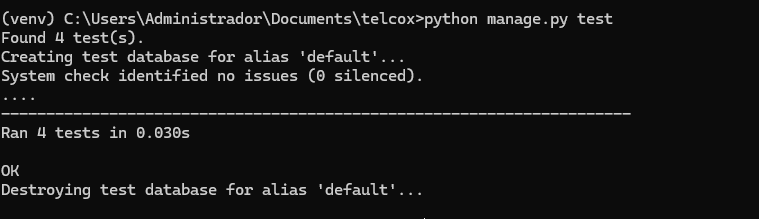 (venv) C:\Users\Administrador\Documents\telcox>python manage.py test
Found 4 test(s).
Creating test database for alias 'default'...
System check identified no issues (0 silenced).
....
----------------------------------------------------------------------
Ran 4 tests in 0.030s
OK
Destroying test database for alias 'default'...